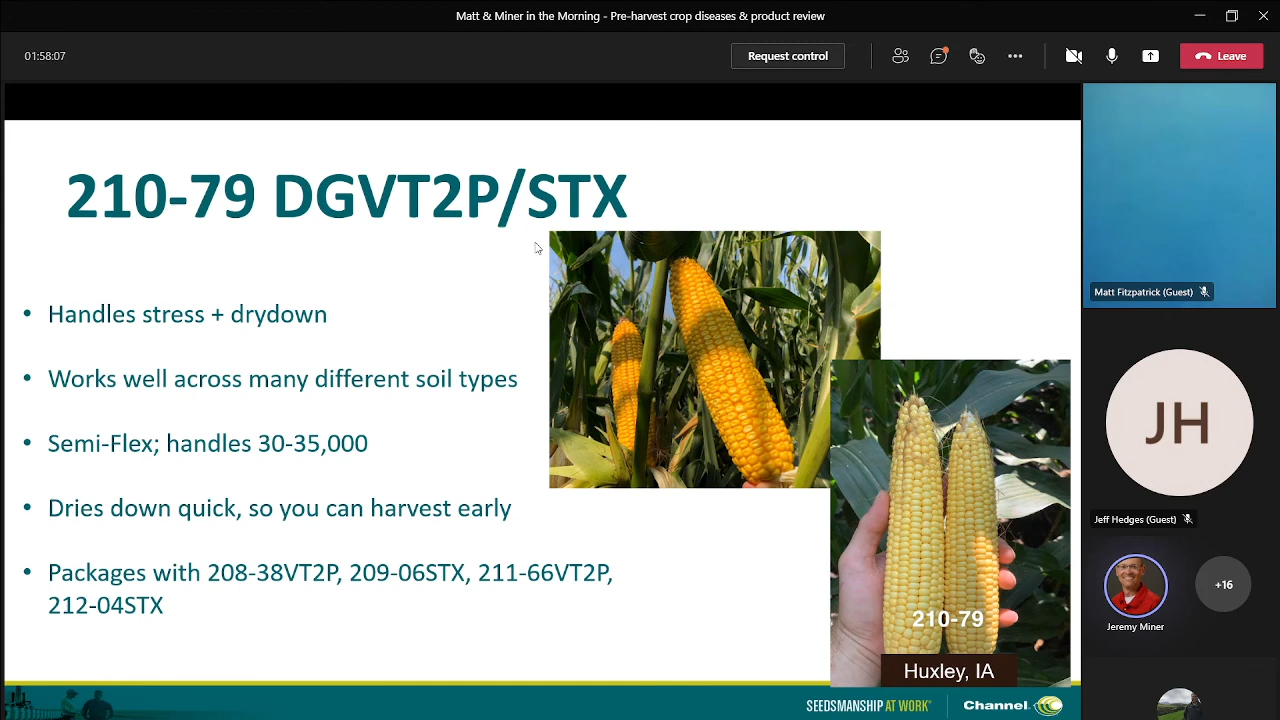 Matt & Miner in the Morning - Pre-harvest crop diseases & product review
01:58:07
Request control
Leave
210-79 DGVT2P/STX
• Handles stress + drydown
• Works well across many different soil types
• Semi-Flex; handles 30-35,000
• Dries down quick, so you can harvest early
• Packages with 208-38VT2P, 209-06STX, 211-66VT2P,
212-04STX
210-79
Huxley, IA
SEEDSMANSHIP AT WORK®
Channel.
Matt Fitzpatrick (Guest)
JH
Jeff Hedges (Guest)
Jeremy Miner
+16